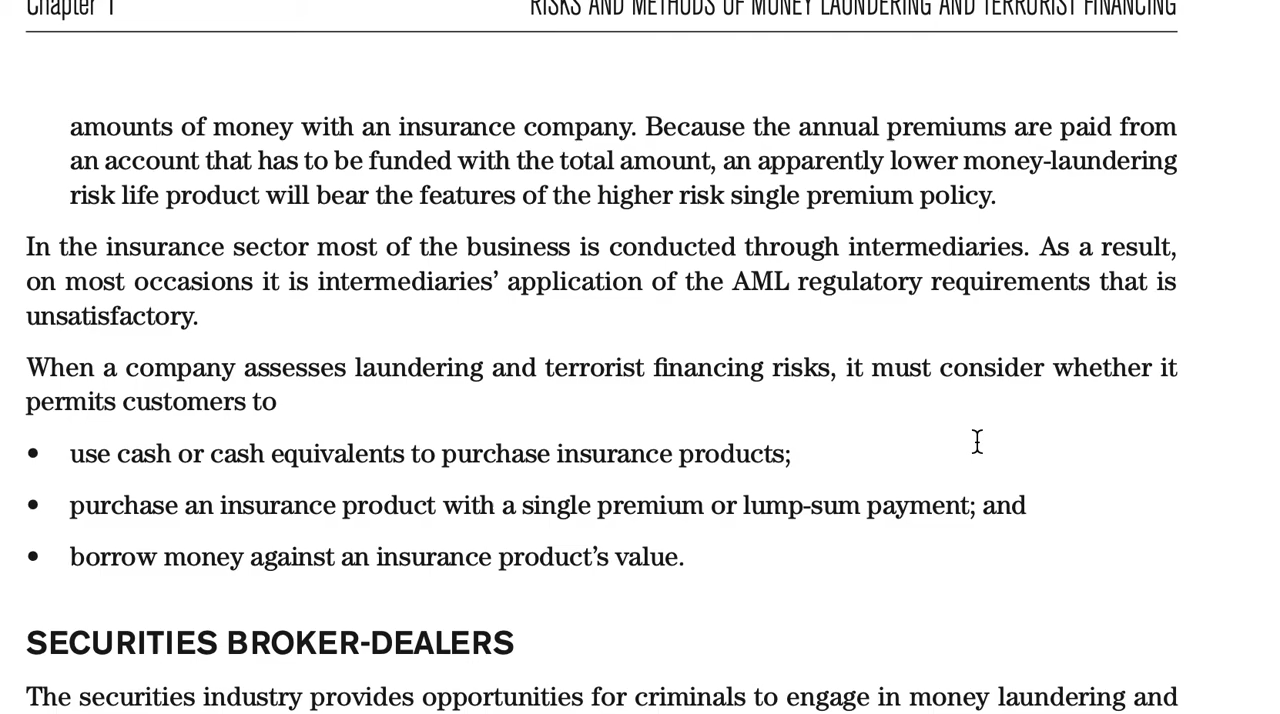 Chapter 1
RISKS AND METHODS OF MONEY LAUNDERING AND TERRORIST FINANCING
amounts of money with an insurance company. Because the annual premiums are paid from
an account that has to be funded with the total amount, an apparently lower money-laundering
risk life product will bear the features of the higher risk single premium policy.
In the insurance sector most of the business is conducted through intermediaries. As a result,
on most occasions it is intermediaries’ application of the AML regulatory requirements that is
unsatisfactory.
When a company assesses laundering and terrorist financing risks, it must consider whether it
permits customers to
• use cash or cash equivalents to purchase insurance products;
• purchase an insurance product with a single premium or lump-sum payment; and
• borrow money against an insurance product’s value.
SECURITIES BROKER-DEALERS
The securities industry provides opportunities for criminals to engage in money laundering and